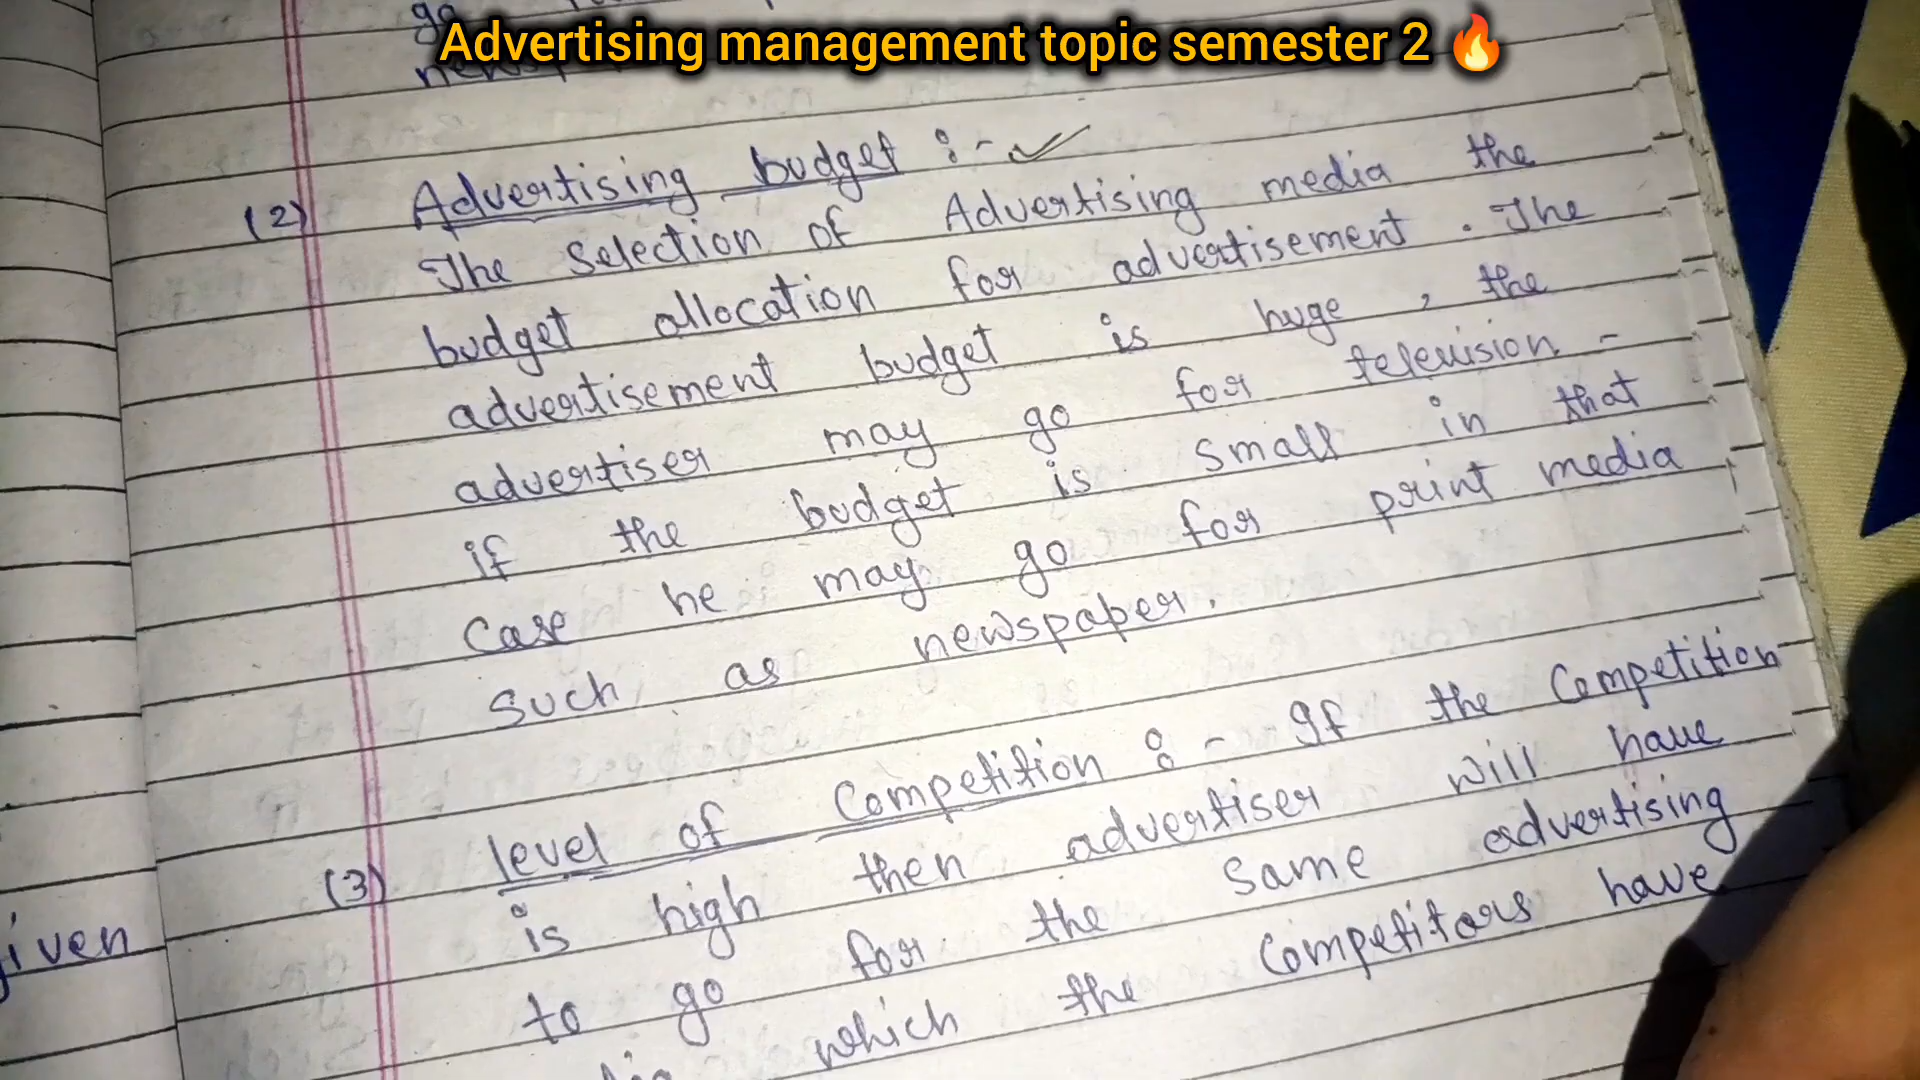 go
Advertising management topic semester 2 🔥
(2) Advertising budget :- ✓
The Selection of Advertising media the
budget allocation for advertisement. The
advertisement budget is huge, the
advertiser may go for television -
if the budget is small in that
Case he may go for print media
such as newspaper.
(3) level of Competition :- If the Competition
is high then advertiser will have
to go for the same advertising
which the Competitors have
iven